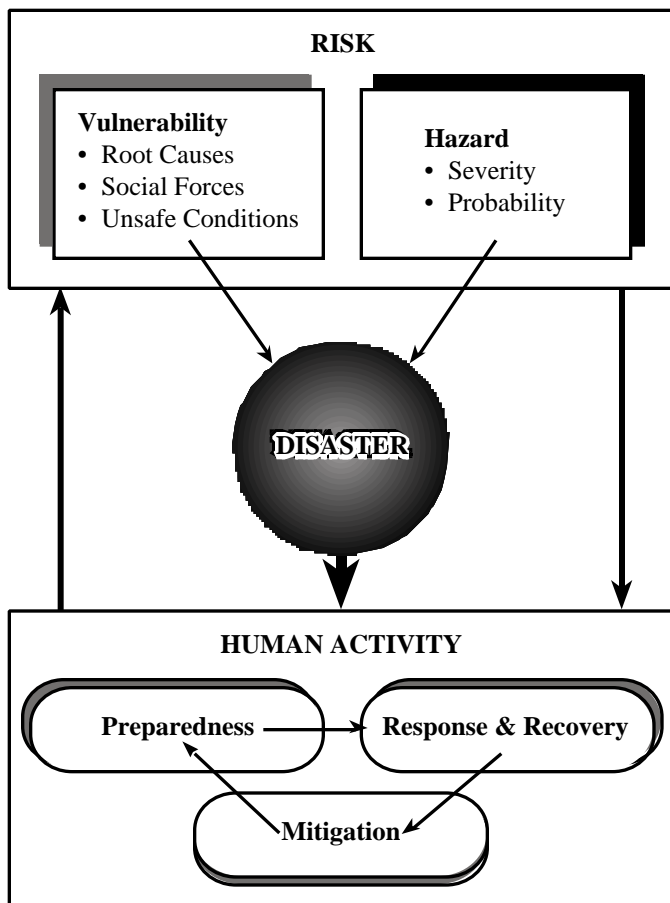 RISK
Vulnerability
• Root Causes
• Social Forces
• Unsafe Conditions
Hazard
• Severity
• Probability
DISASTER
HUMAN ACTIVITY
Preparedness
Response & Recovery
Mitigation